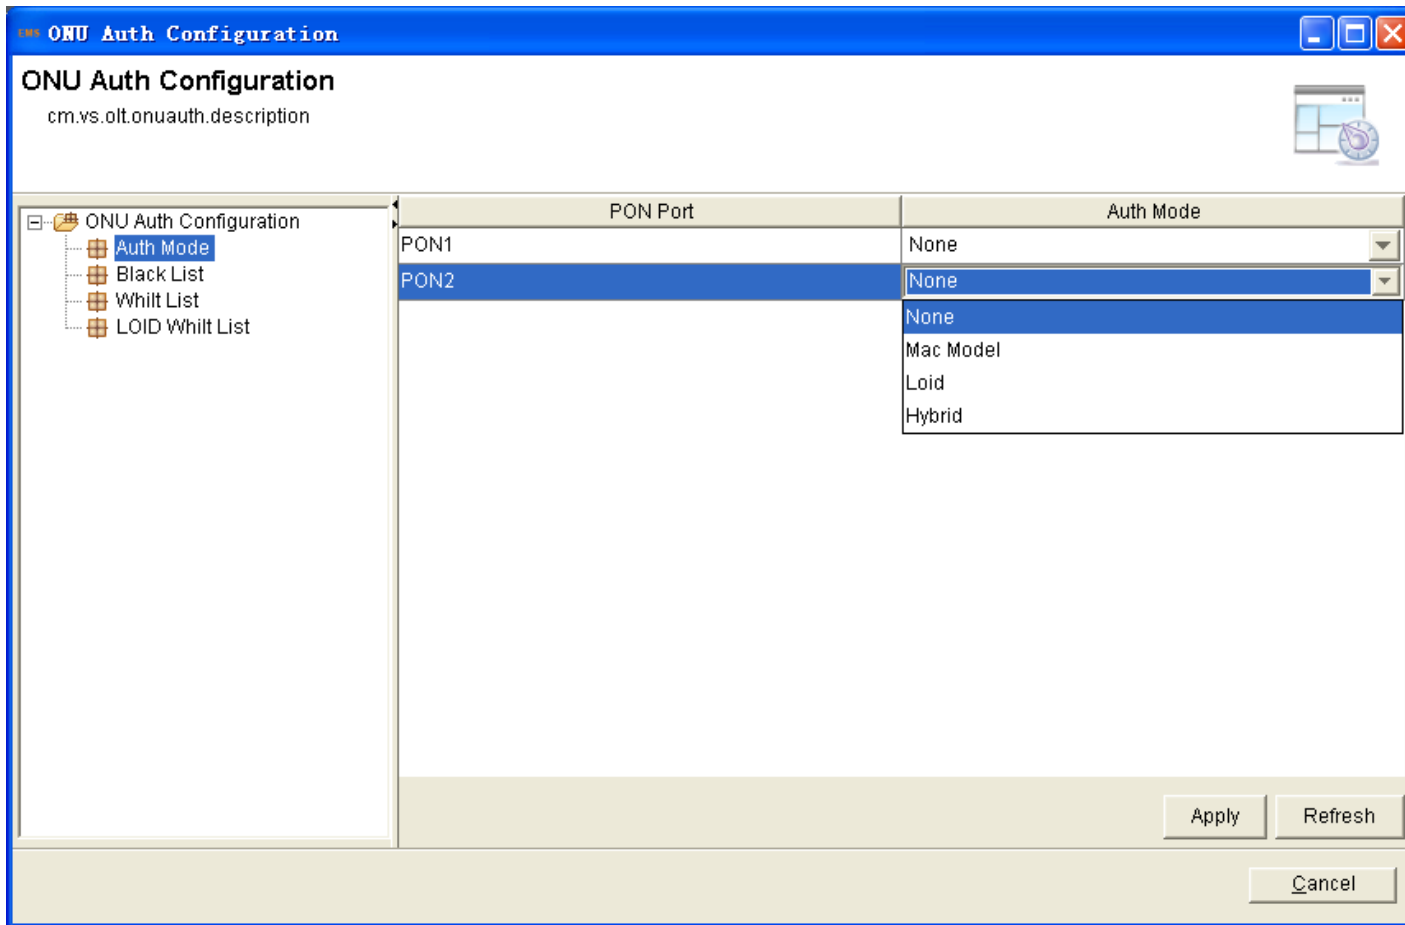 EMS ONU Auth Configuration
ONU Auth Configuration
cm.vs.olt.onuauth.description
ONU Auth Configuration
Auth Mode
Black List
Whilt List
LOID Whilt List
PON Port Auth Mode
PON1 None
PON2 None
None
Mac Model
Loid
Hybrid
Apply Refresh
Cancel